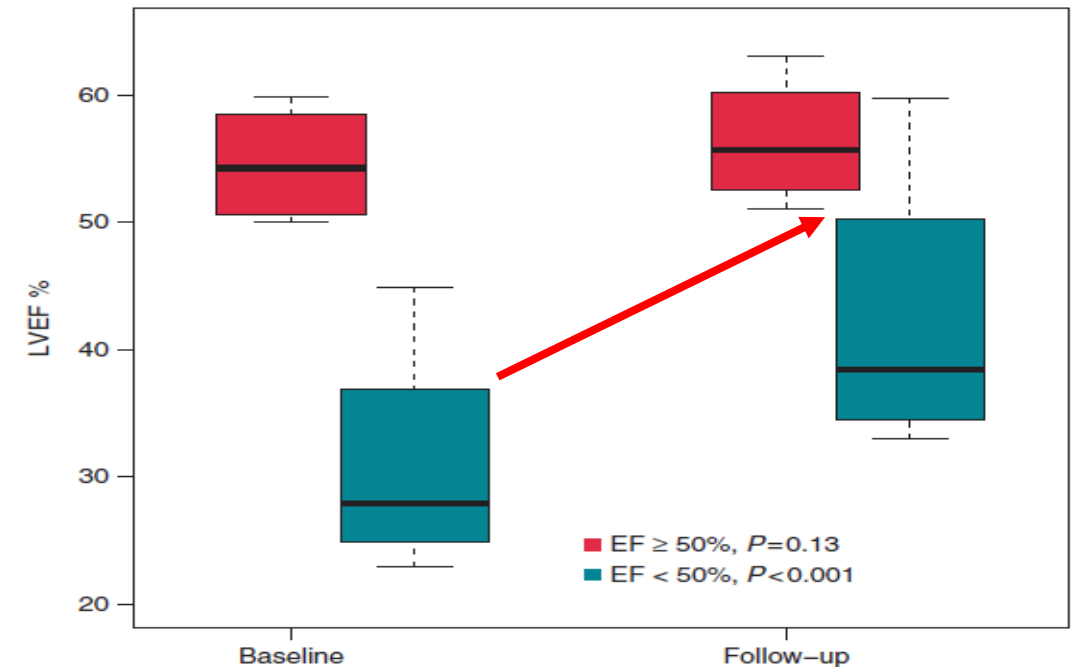 60
50
LVEF %
40
30
20
EF ≥ 50%, P=0.13
EF < 50%, P<0.001
Baseline
Follow–up